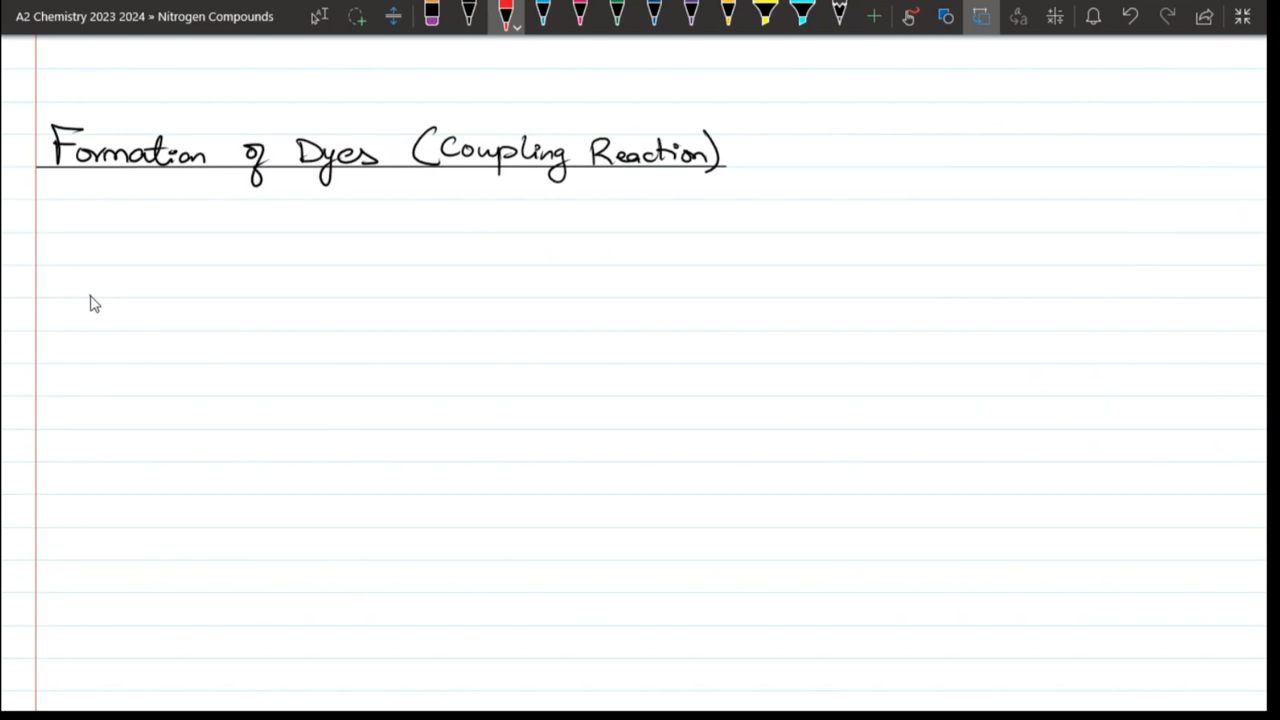 A2 Chemistry 2023 2024 » Nitrogen Compounds
Formation of Dyes (Coupling Reaction)